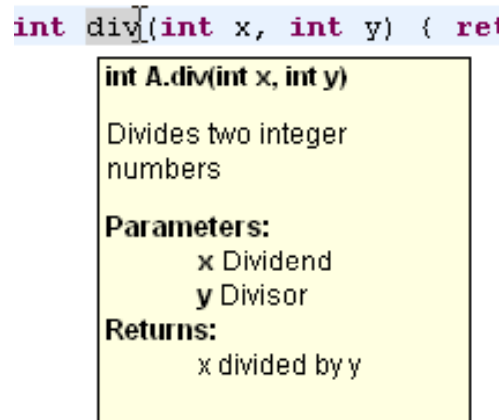 int div(int x, int y) { ret
int A.div(int x, int y)
Divides two integer
numbers
Parameters:
x Dividend
y Divisor
Returns:
x divided by y